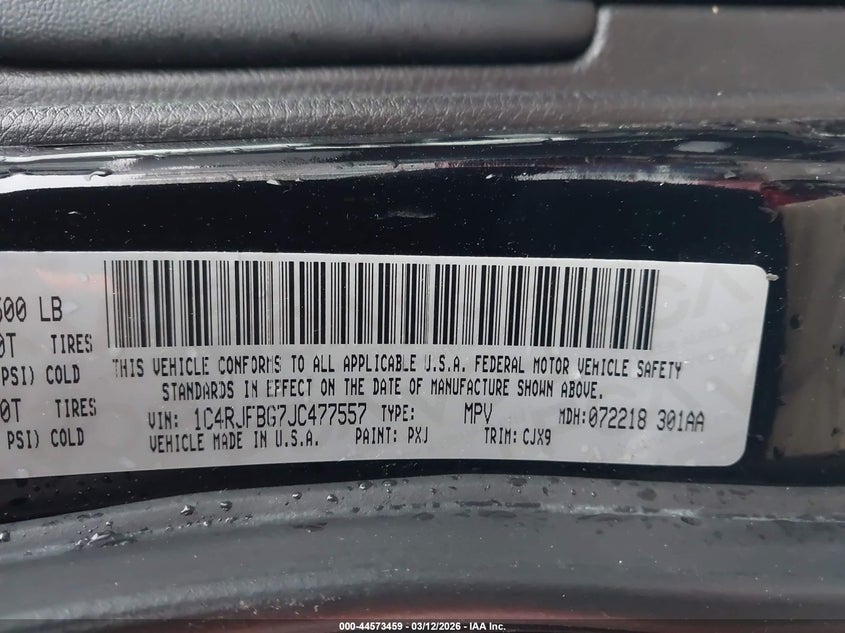 500 LB
0T TIRES
PSI) COLD
0T TIRES
PSI) COLD
THIS VEHICLE CONFORMS TO ALL APPLICABLE U.S.A. FEDERAL MOTOR VEHICLE SAFETY
STANDARDS IN EFFECT ON THE DATE OF MANUFACTURE SHOWN ABOVE.
VIN: 1C4RJFBG7JC477557 TYPE: MPV MDH:072218 301AA
VEHICLE MADE IN U.S.A. PAINT: PXJ TRIM: CJX9
000-44573459 - 03/12/2026 - IAA Inc.